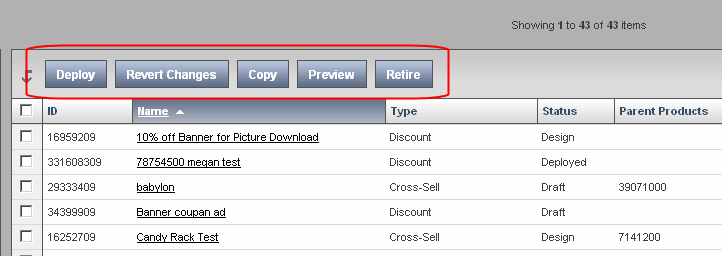 Showing 1 to 43 of 43 items
Deploy Revert Changes Copy Preview Retire
ID Name Type Status Parent Products
16959209 10% off Banner for Picture Download Discount Design
331608309 78754500 megan test Discount Deployed
29333409 babylon Cross-Sell Draft 39071000
34399909 Banner coupan ad Discount Draft
16252709 Candy Rack Test Cross-Sell Design 7141200